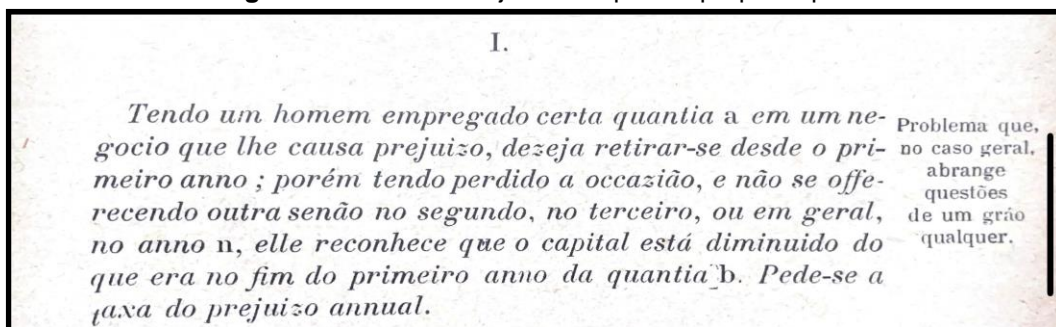 I.
Tendo um homem empregado certa quantia a em um ne-
gocio que lhe causa prejuizo, dezeja retirar-se desde o pri-
meiro anno ; porém tendo perdido a occazião, e não se offe-
recendo outra senão no segundo, no terceiro, ou em geral,
no anno n, elle reconhece que o capital está diminuido do
que era no fim do primeiro anno da quantia b. Pede-se a
taxa do prejuizo annual.
Problema que,
no caso geral,
abrange
questões
de um gráo
qualquer.